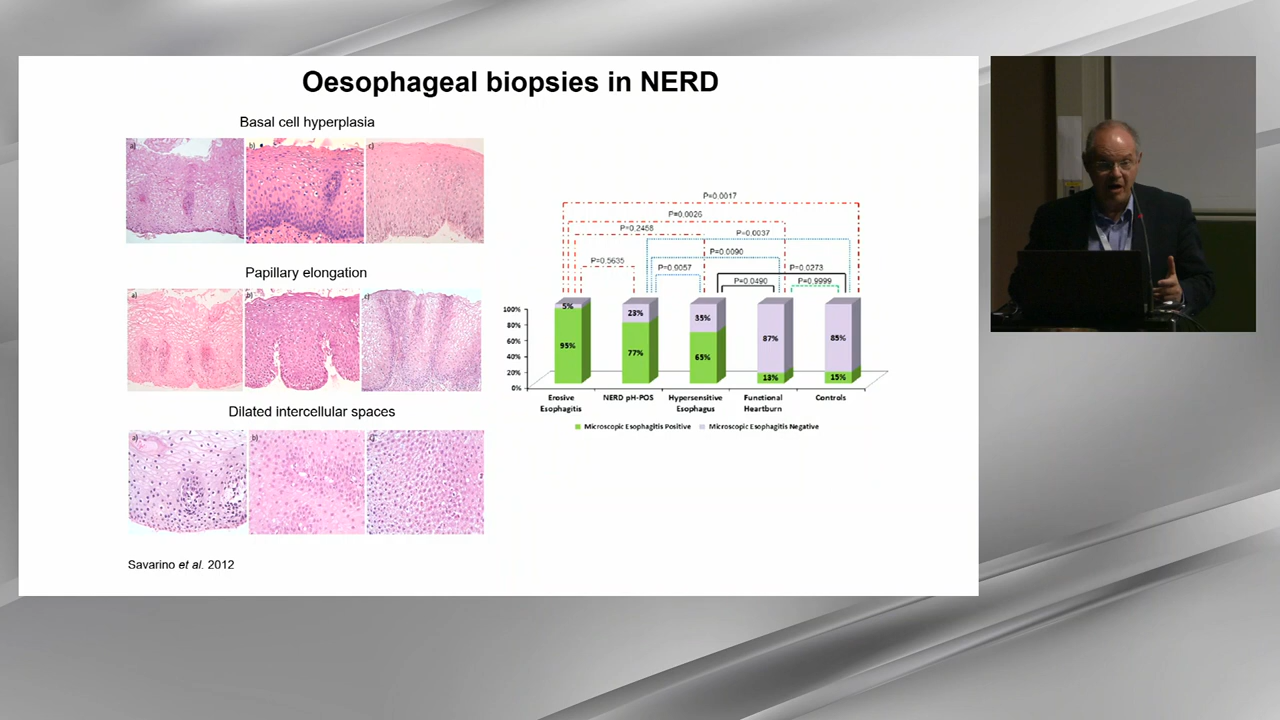 Oesophageal biopsies in NERD
Basal cell hyperplasia
a)
b)
c)
Papillary elongation
a)
b)
c)
Dilated intercellular spaces
a)
b)
c)
Savarino et al. 2012
P=0.0017
P=0.0026
P=0.2458
P=0.0037
P=0.0090
P=0.5635
P=0.0057
P=0.0273
P=0.0490
P=0.9999
100%
80%
60%
40%
20%
0%
5%
95%
23%
77%
35%
65%
87%
13%
85%
15%
Erosive
Esophagitis
NERD pH-POS
Hypersensitive
Esophagus
Functional
Heartburn
Controls
Microscopic Esophagitis Positive
Microscopic Esophagitis Negative